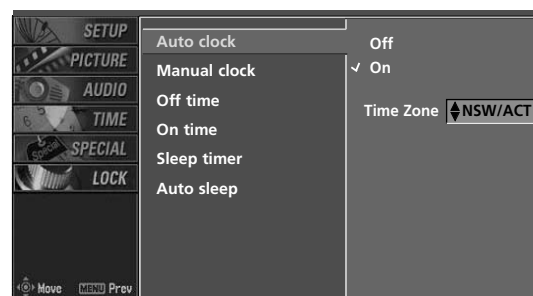 SETUP
PICTURE
AUDIO
TIME
SPECIAL
LOCK
Move MENU Prev
Auto clock
Manual clock
Off time
On time
Sleep timer
Auto sleep
Off
✓ On
Time Zone NSW/ACT